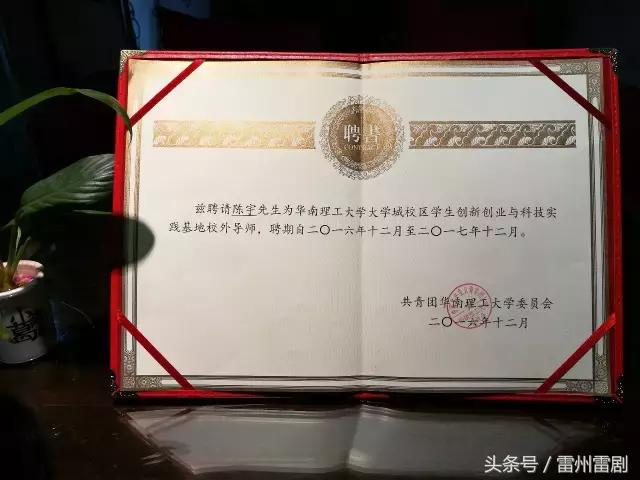 聘書
CONTRACT
兹聘请陈宇先生为华南理工大学大学城校区学生创新创业与科技实
践基地校外导师，聘期自二〇一六年十二月至二〇一七年十二月。
共青团华南理工大学委员会
二〇一六年十二月
头条号／雷州雷剧